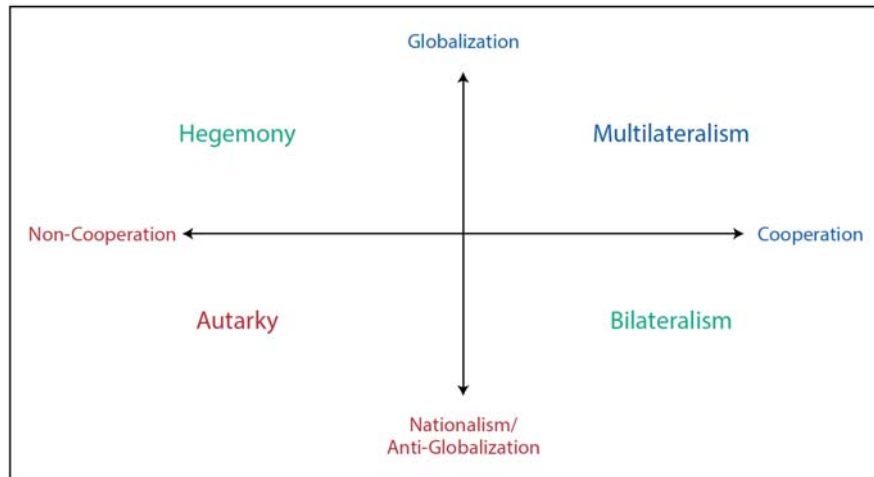 Globalization
Hegemony
Multilateralism
Non-Cooperation
Cooperation
Autarky
Bilateralism
Nationalism/
Anti-Globalization